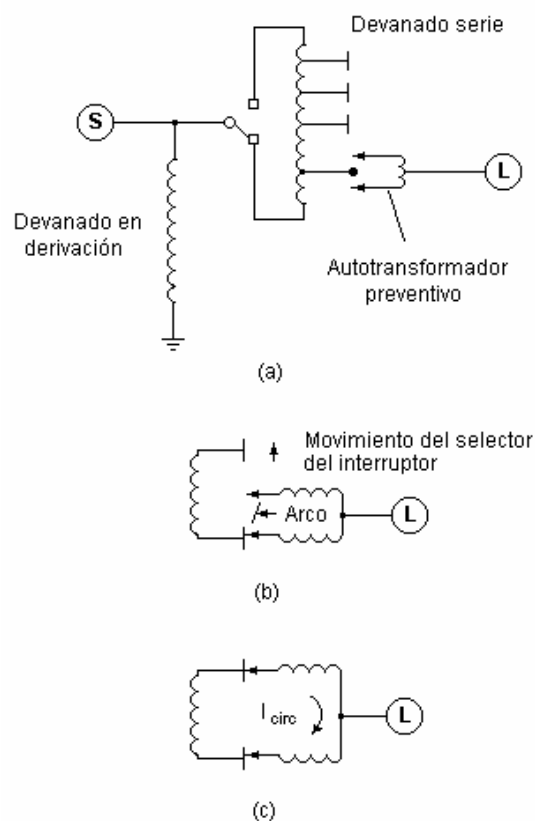 Devanado serie
S
L
Devanado en
derivación
Autotransformador
preventivo
(a)
Movimiento del selector
del interruptor
Arco
L
(b)
I circ
L
(c)